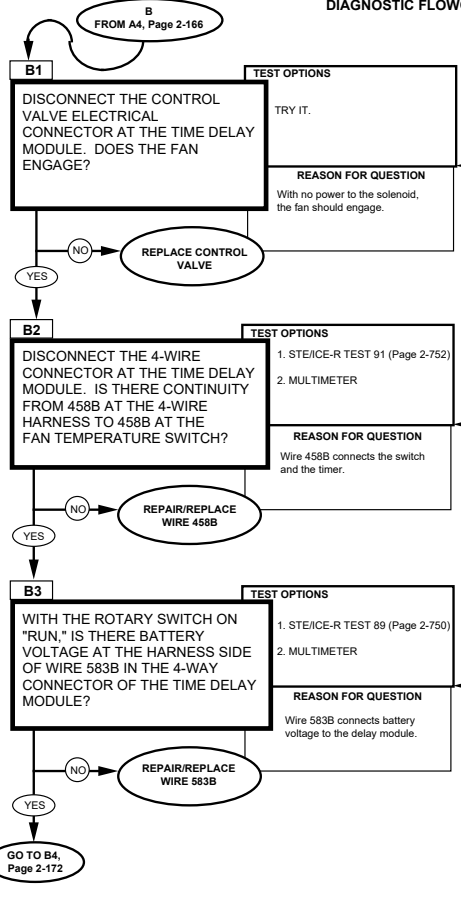 DIAGNOSTIC FLOWC
B
FROM A4, Page 2-166
B1
DISCONNECT THE CONTROL
VALVE ELECTRICAL
CONNECTOR AT THE TIME DELAY
MODULE. DOES THE FAN
ENGAGE?
TEST OPTIONS
TRY IT.
REASON FOR QUESTION
With no power to the solenoid,
the fan should engage.
NO
REPLACE CONTROL
VALVE
YES
B2
DISCONNECT THE 4-WIRE
CONNECTOR AT THE TIME DELAY
MODULE. IS THERE CONTINUITY
FROM 458B AT THE 4-WIRE
HARNESS TO 458B AT THE
FAN TEMPERATURE SWITCH?
TEST OPTIONS
1. STE/ICE-R TEST 91 (Page 2-752)
2. MULTIMETER
REASON FOR QUESTION
Wire 458B connects the switch
and the timer.
NO
REPAIR/REPLACE
WIRE 458B
YES
B3
WITH THE ROTARY SWITCH ON
"RUN," IS THERE BATTERY
VOLTAGE AT THE HARNESS SIDE
OF WIRE 583B IN THE 4-WAY
CONNECTOR OF THE TIME DELAY
MODULE?
TEST OPTIONS
1. STE/ICE-R TEST 89 (Page 2-750)
2. MULTIMETER
REASON FOR QUESTION
Wire 583B connects battery
voltage to the delay module.
NO
REPAIR/REPLACE
WIRE 583B
YES
GO TO B4,
Page 2-172